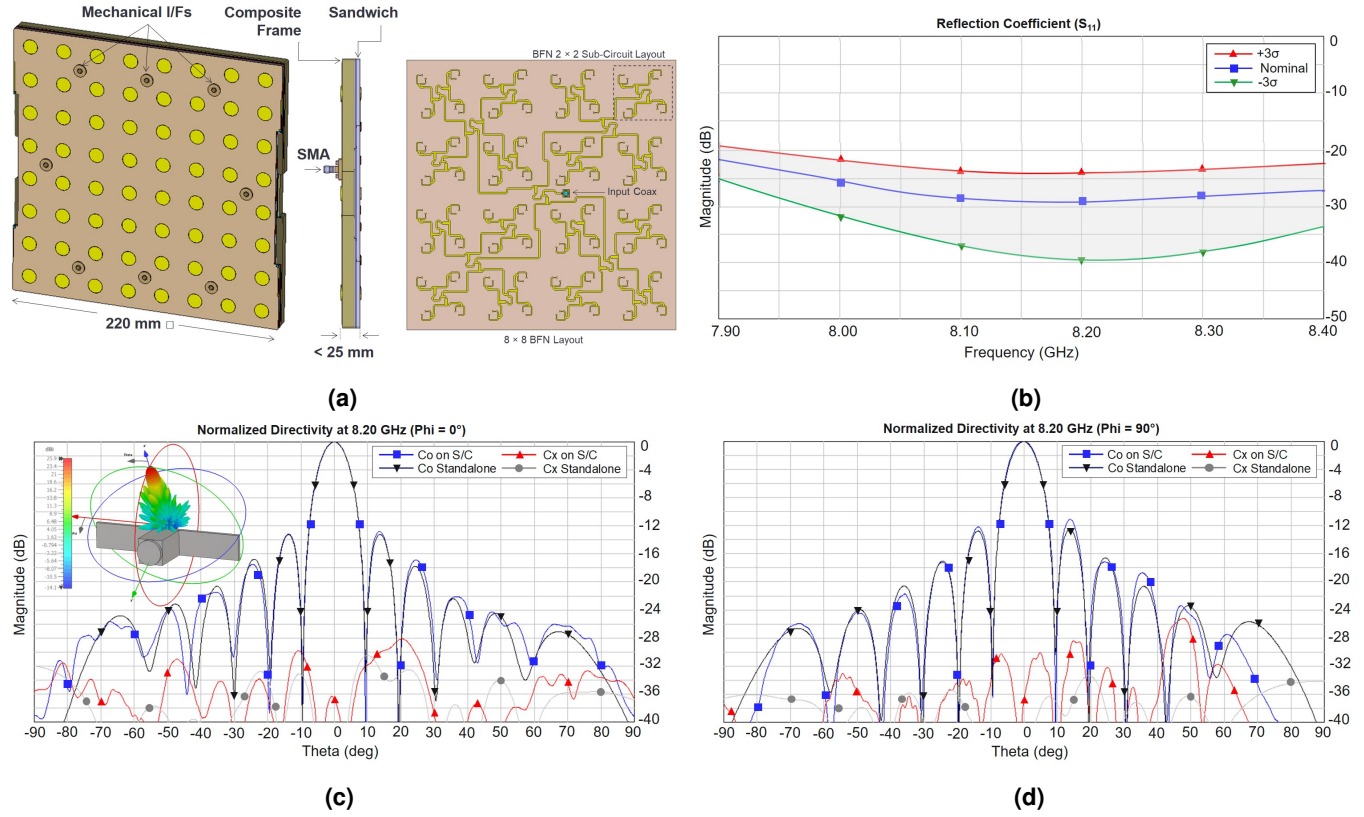 Mechanical I/Fs
Composite
Frame
Sandwich
BFN 2 × 2 Sub-Circuit Layout
SMA
Input Coax
220 mm □
< 25 mm
8 × 8 BFN Layout
(a)
Reflection Coefficient (S11)
+3σ
Nominal
-3σ
0
-10
-20
-30
-40
-50
Magnitude (dB)
7.90
8.00
8.10
8.20
8.30
8.40
Frequency (GHz)
(b)
Normalized Directivity at 8.20 GHz (Phi = 0°)
Co on S/C
Cx on S/C
Co Standalone
Cx Standalone
0
-4
-8
-12
-16
-20
-24
-28
-32
-36
-40
Magnitude (dB)
-90 -80 -70 -60 -50 -40 -30 -20 -10 0 10 20 30 40 50 60 70 80 90
Theta (deg)
(c)
Normalized Directivity at 8.20 GHz (Phi = 90°)
Co on S/C
Cx on S/C
Co Standalone
Cx Standalone
0
-4
-8
-12
-16
-20
-24
-28
-32
-36
-40
Magnitude (dB)
-90 -80 -70 -60 -50 -40 -30 -20 -10 0 10 20 30 40 50 60 70 80 90
Theta (deg)
(d)